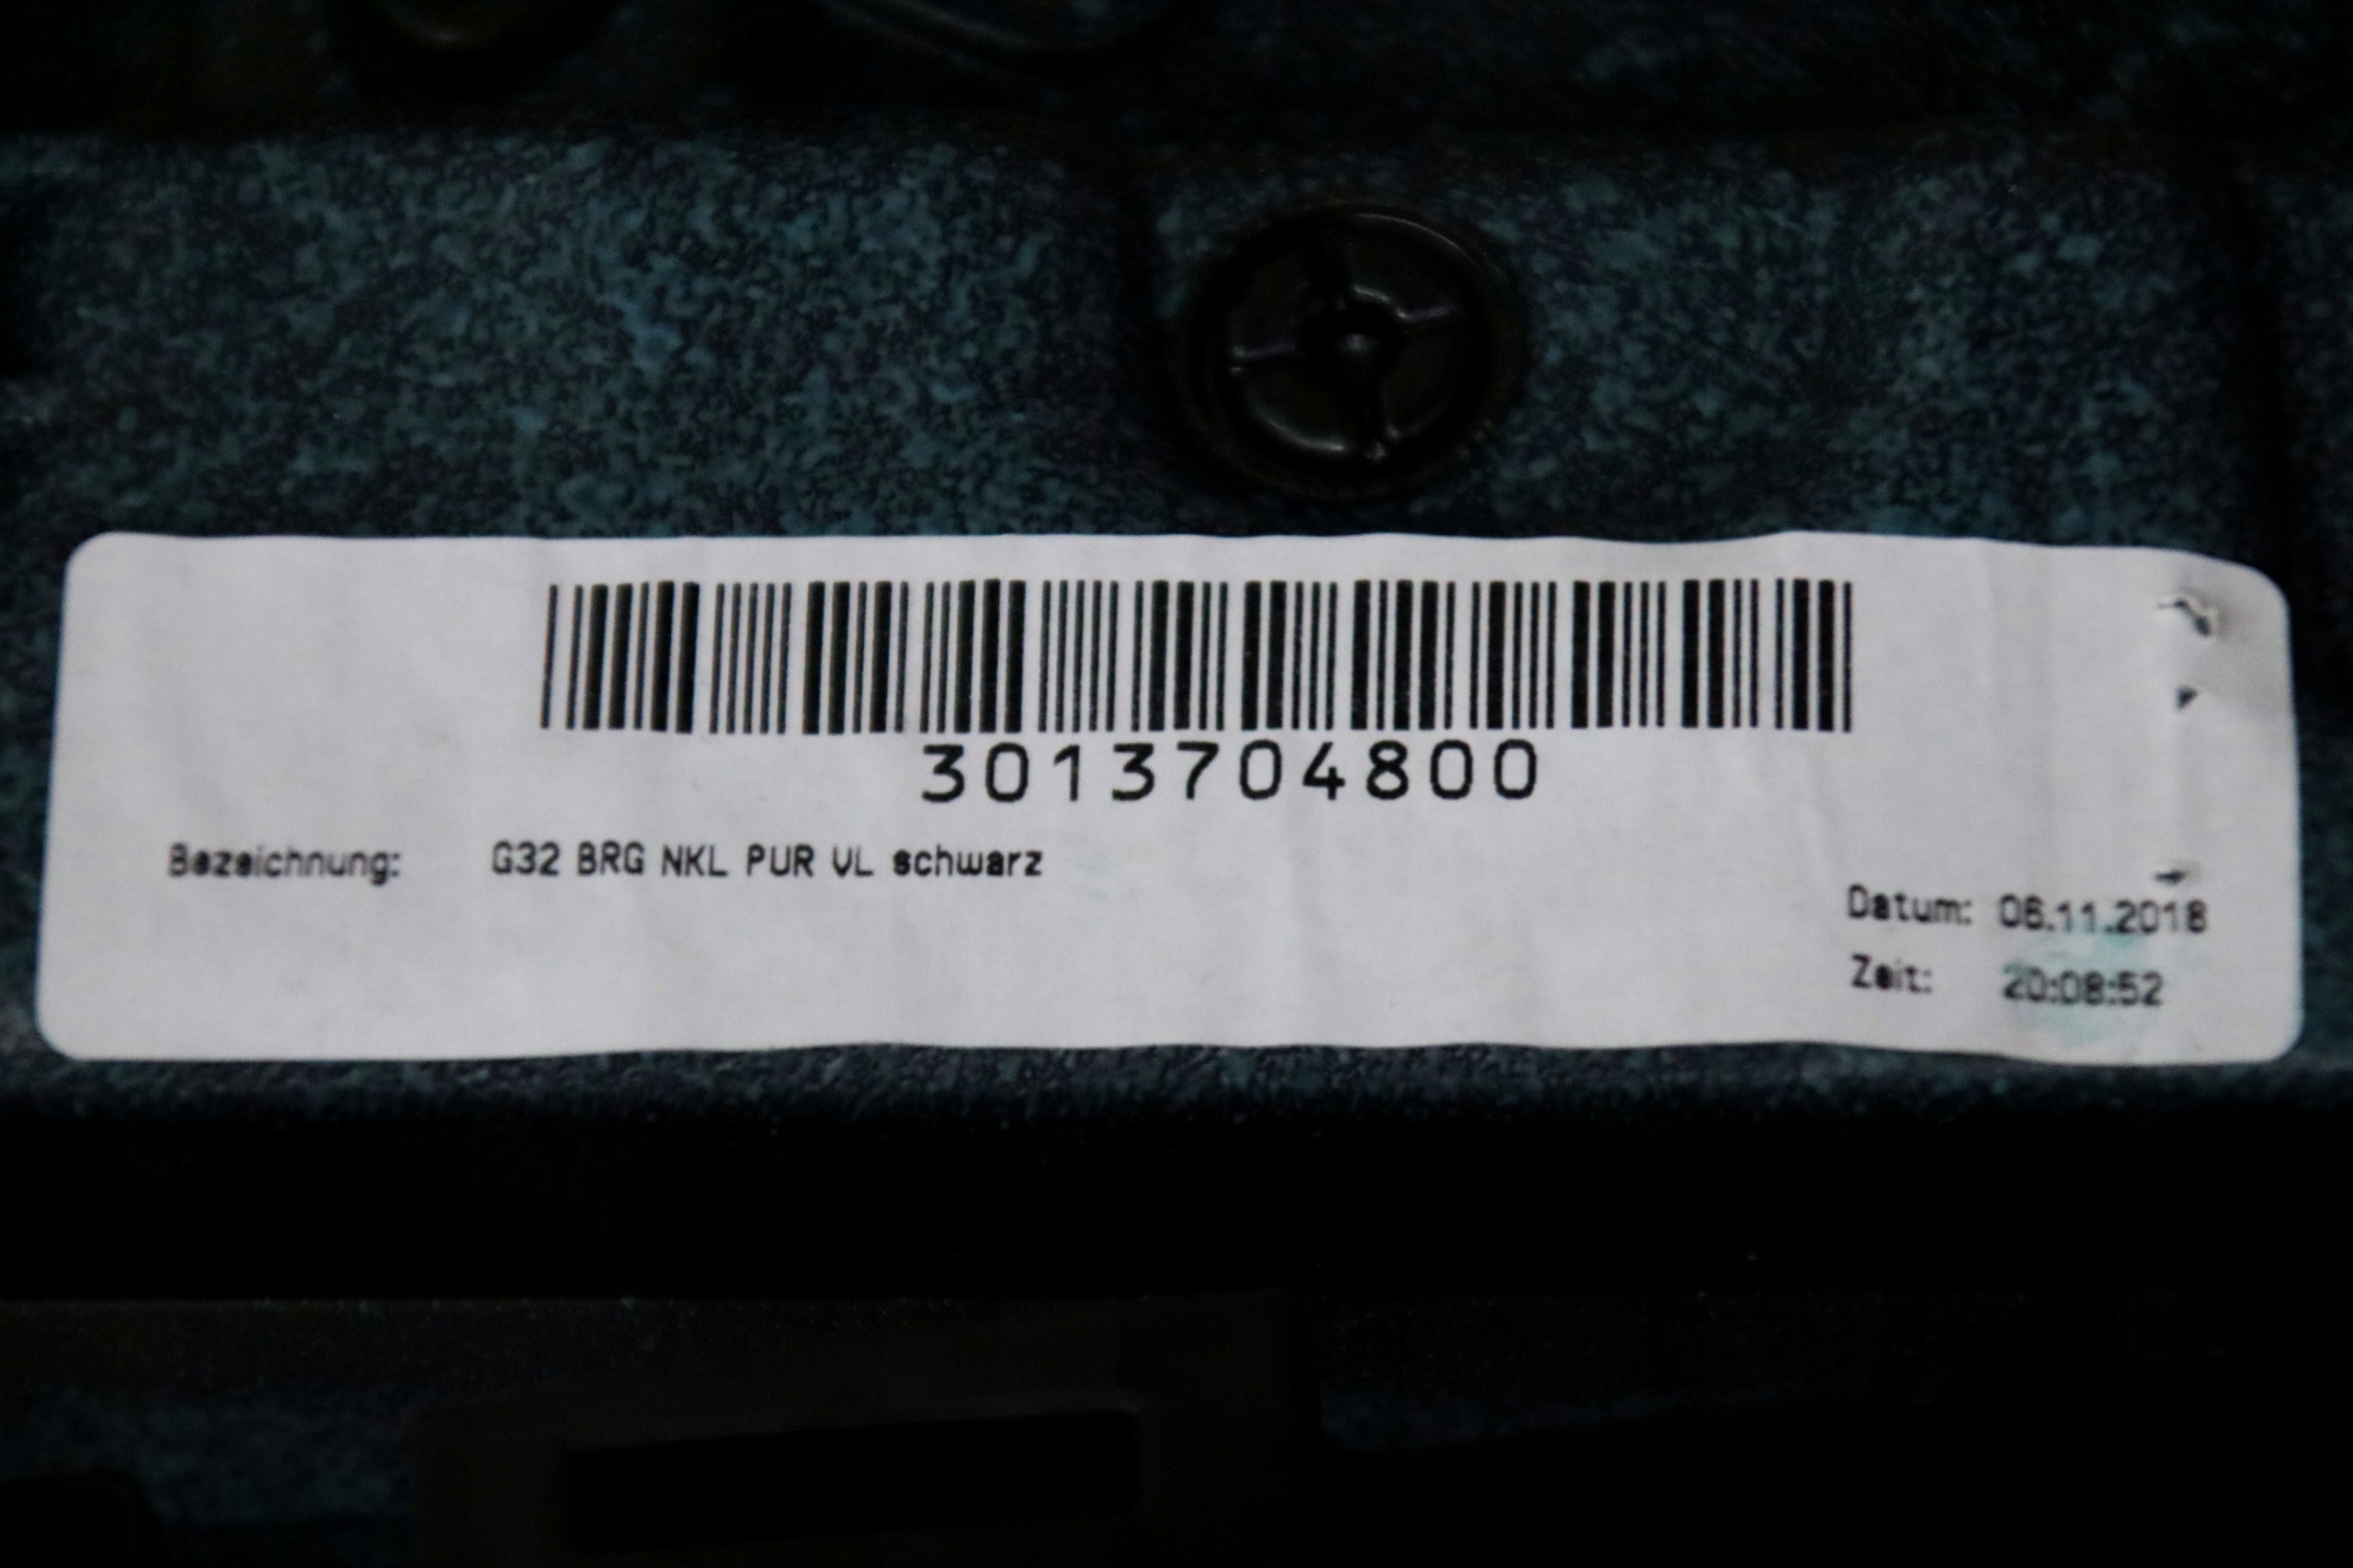 3013704800
Bezeichnung: G32 BRG NKL PUR VL schwarz
Datum: 06.11.2018
Zeit: 20:08:52